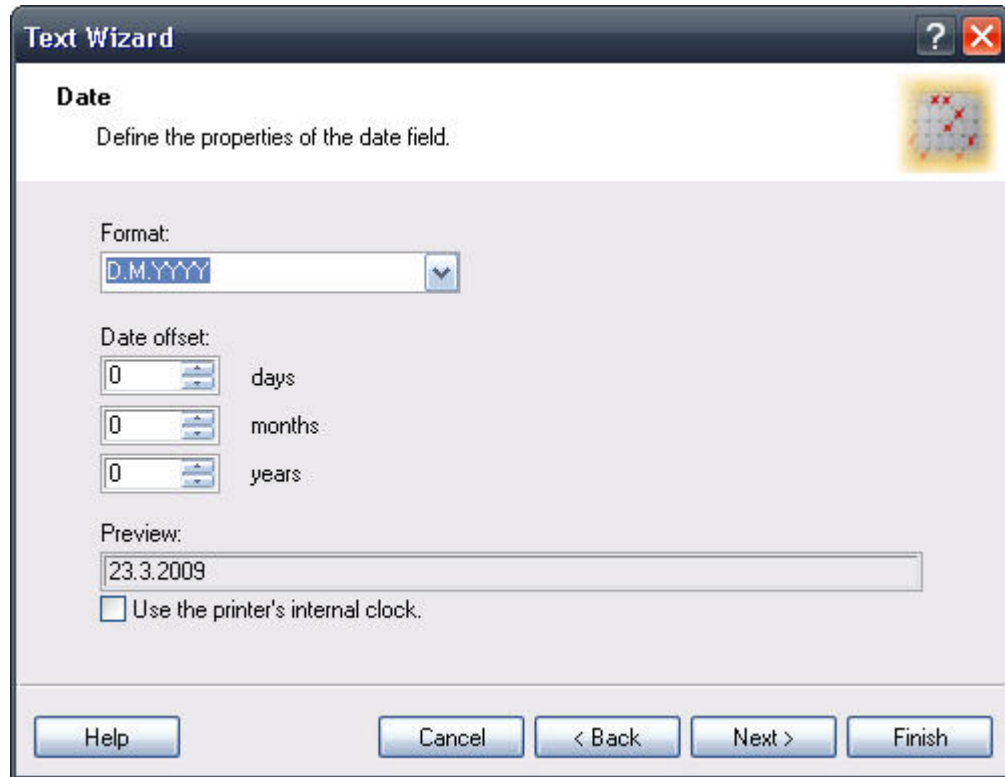 Text Wizard
?
Date
Define the properties of the date field.
Format:
D.M.YYYY
Date offset:
0 days
0 months
0 years
Preview:
23.3.2009
Use the printer's internal clock.
Help Cancel < Back Next > Finish